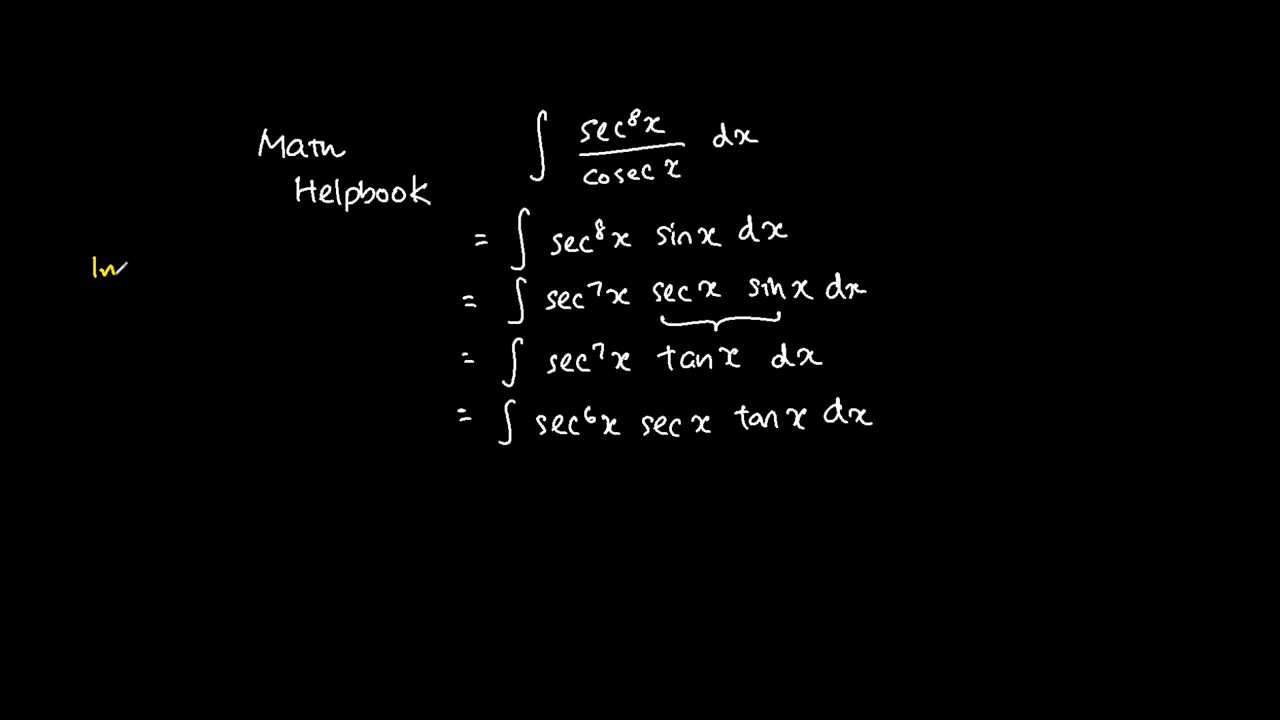 Math
Helpbook
∫ sec⁸x / cosec x dx
= ∫ sec⁸x sinx dx
In
= ∫ sec⁷x secx sinx dx
= ∫ sec⁷x tanx dx
= ∫ sec⁶x secx tanx dx